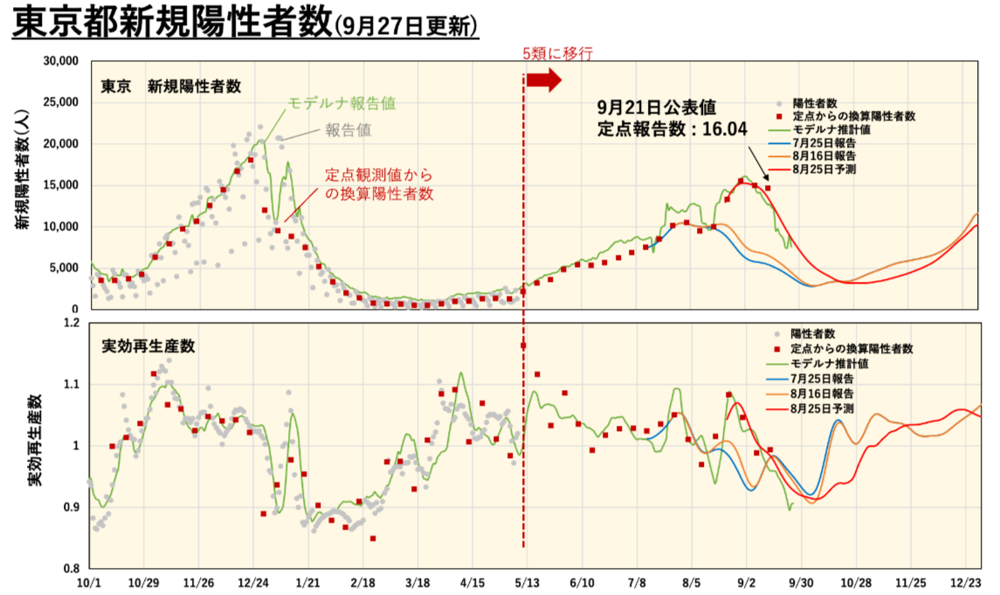 東京都新規陽性者数(9月27日更新)
5類に移行
30,000
25,000
20,000
15,000
10,000
5,000
0
新規陽性者数(人)
東京　新規陽性者数
モデルナ報告値
報告値
定点観測値から
の換算陽性者数
9月21日公表値
定点報告数：16.04
陽性者数
定点からの換算陽性者数
モデルナ推計値
7月25日報告
8月16日報告
8月25日予測
1.2
1.1
1
0.9
0.8
実効再生産数
実効再生産数
陽性者数
定点からの換算陽性者数
モデルナ推計値
7月25日報告
8月16日報告
8月25日予測
10/1 10/29 11/26 12/24 1/21 2/18 3/18 4/15 5/13 6/10 7/8 8/5 9/2 9/30 10/28 11/25 12/23